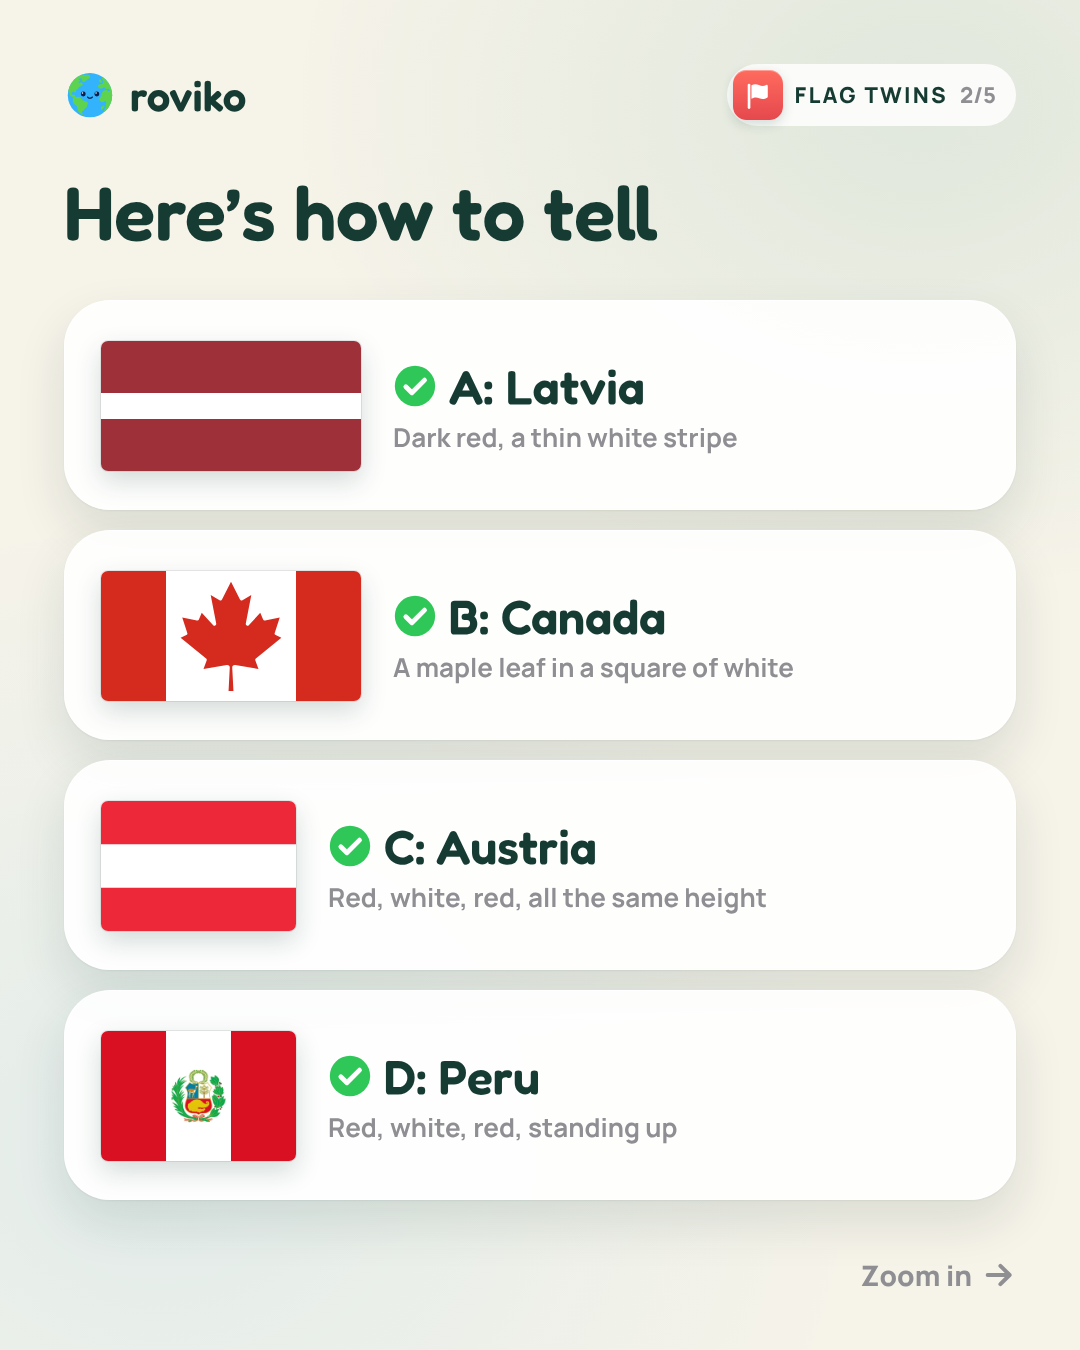 roviko
FLAG TWINS 2/5
Here's how to tell
A: Latvia
Dark red, a thin white stripe
B: Canada
A maple leaf in a square of white
C: Austria
Red, white, red, all the same height
D: Peru
Red, white, red, standing up
Zoom in →